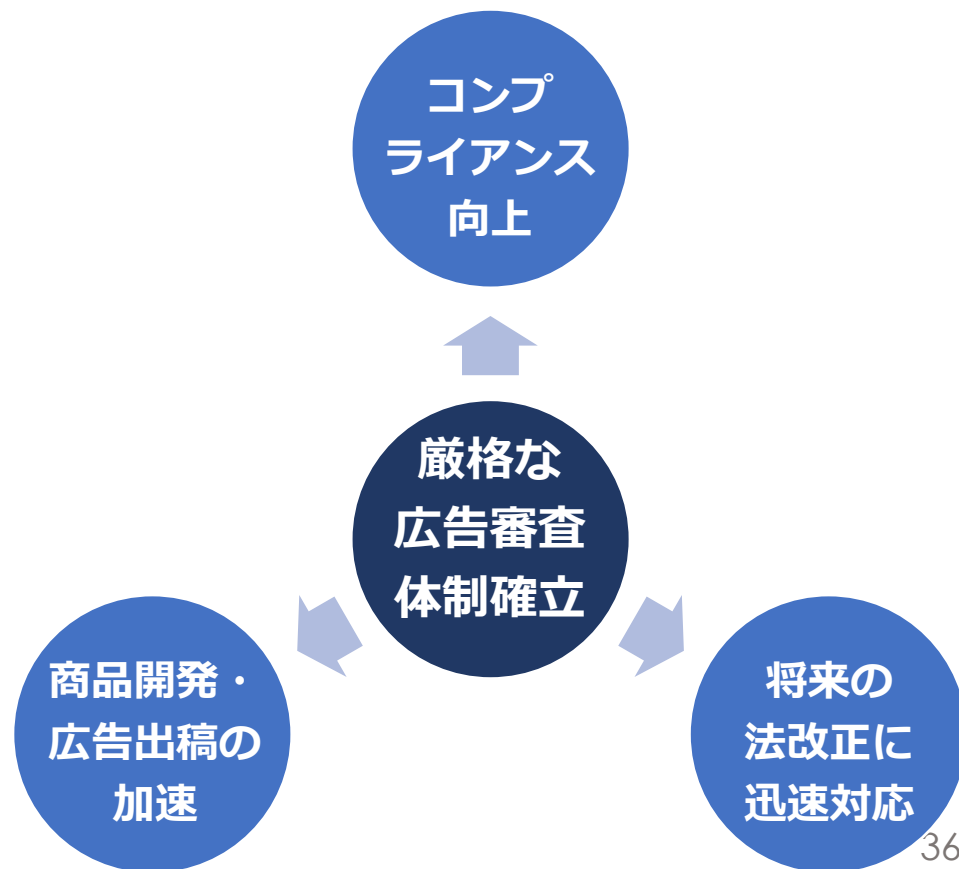 コンプ
ライアンス
向上
厳格な
広告審査
体制確立
商品開発・
広告出稿の
加速
将来の
法改正に
迅速対応
36